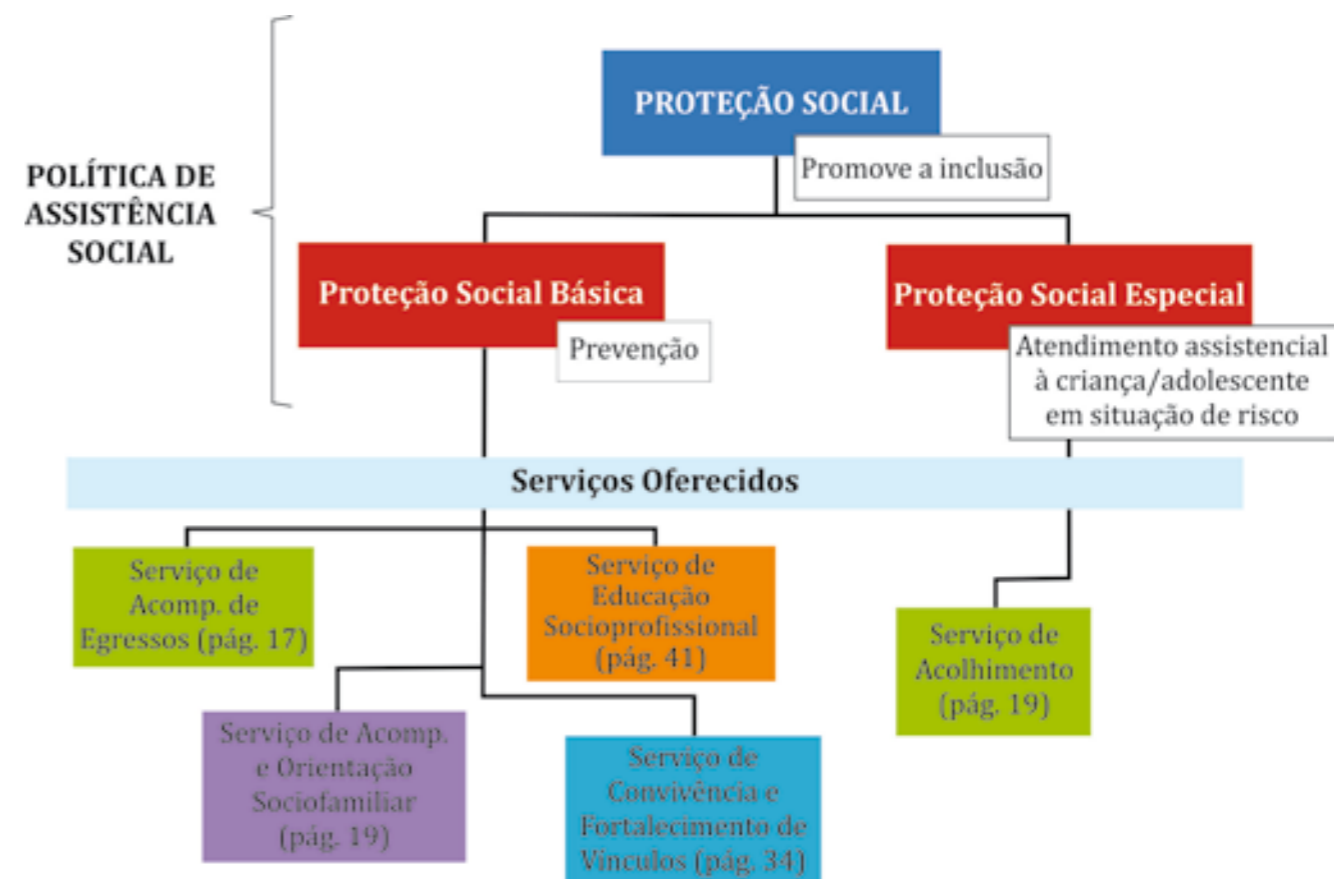 PROTEÇÃO SOCIAL
Promove a inclusão
POLÍTICA DE
ASSISTÊNCIA
SOCIAL
Proteção Social Básica
Prevenção
Proteção Social Especial
Atendimento assistencial
à criança/adolescente
em situação de risco
Serviços Oferecidos
Serviço de
Acomp. de
Egressos (pág. 17)
Serviço de
Educação
Socioprofissional
(pág. 41)
Serviço de
Acolhimento
(pág. 19)
Serviço de Acomp.
e Orientação
Sociofamiliar
(pág. 19)
Serviço de
Convivência e
Fortalecimento de
Vínculos (pág. 34)